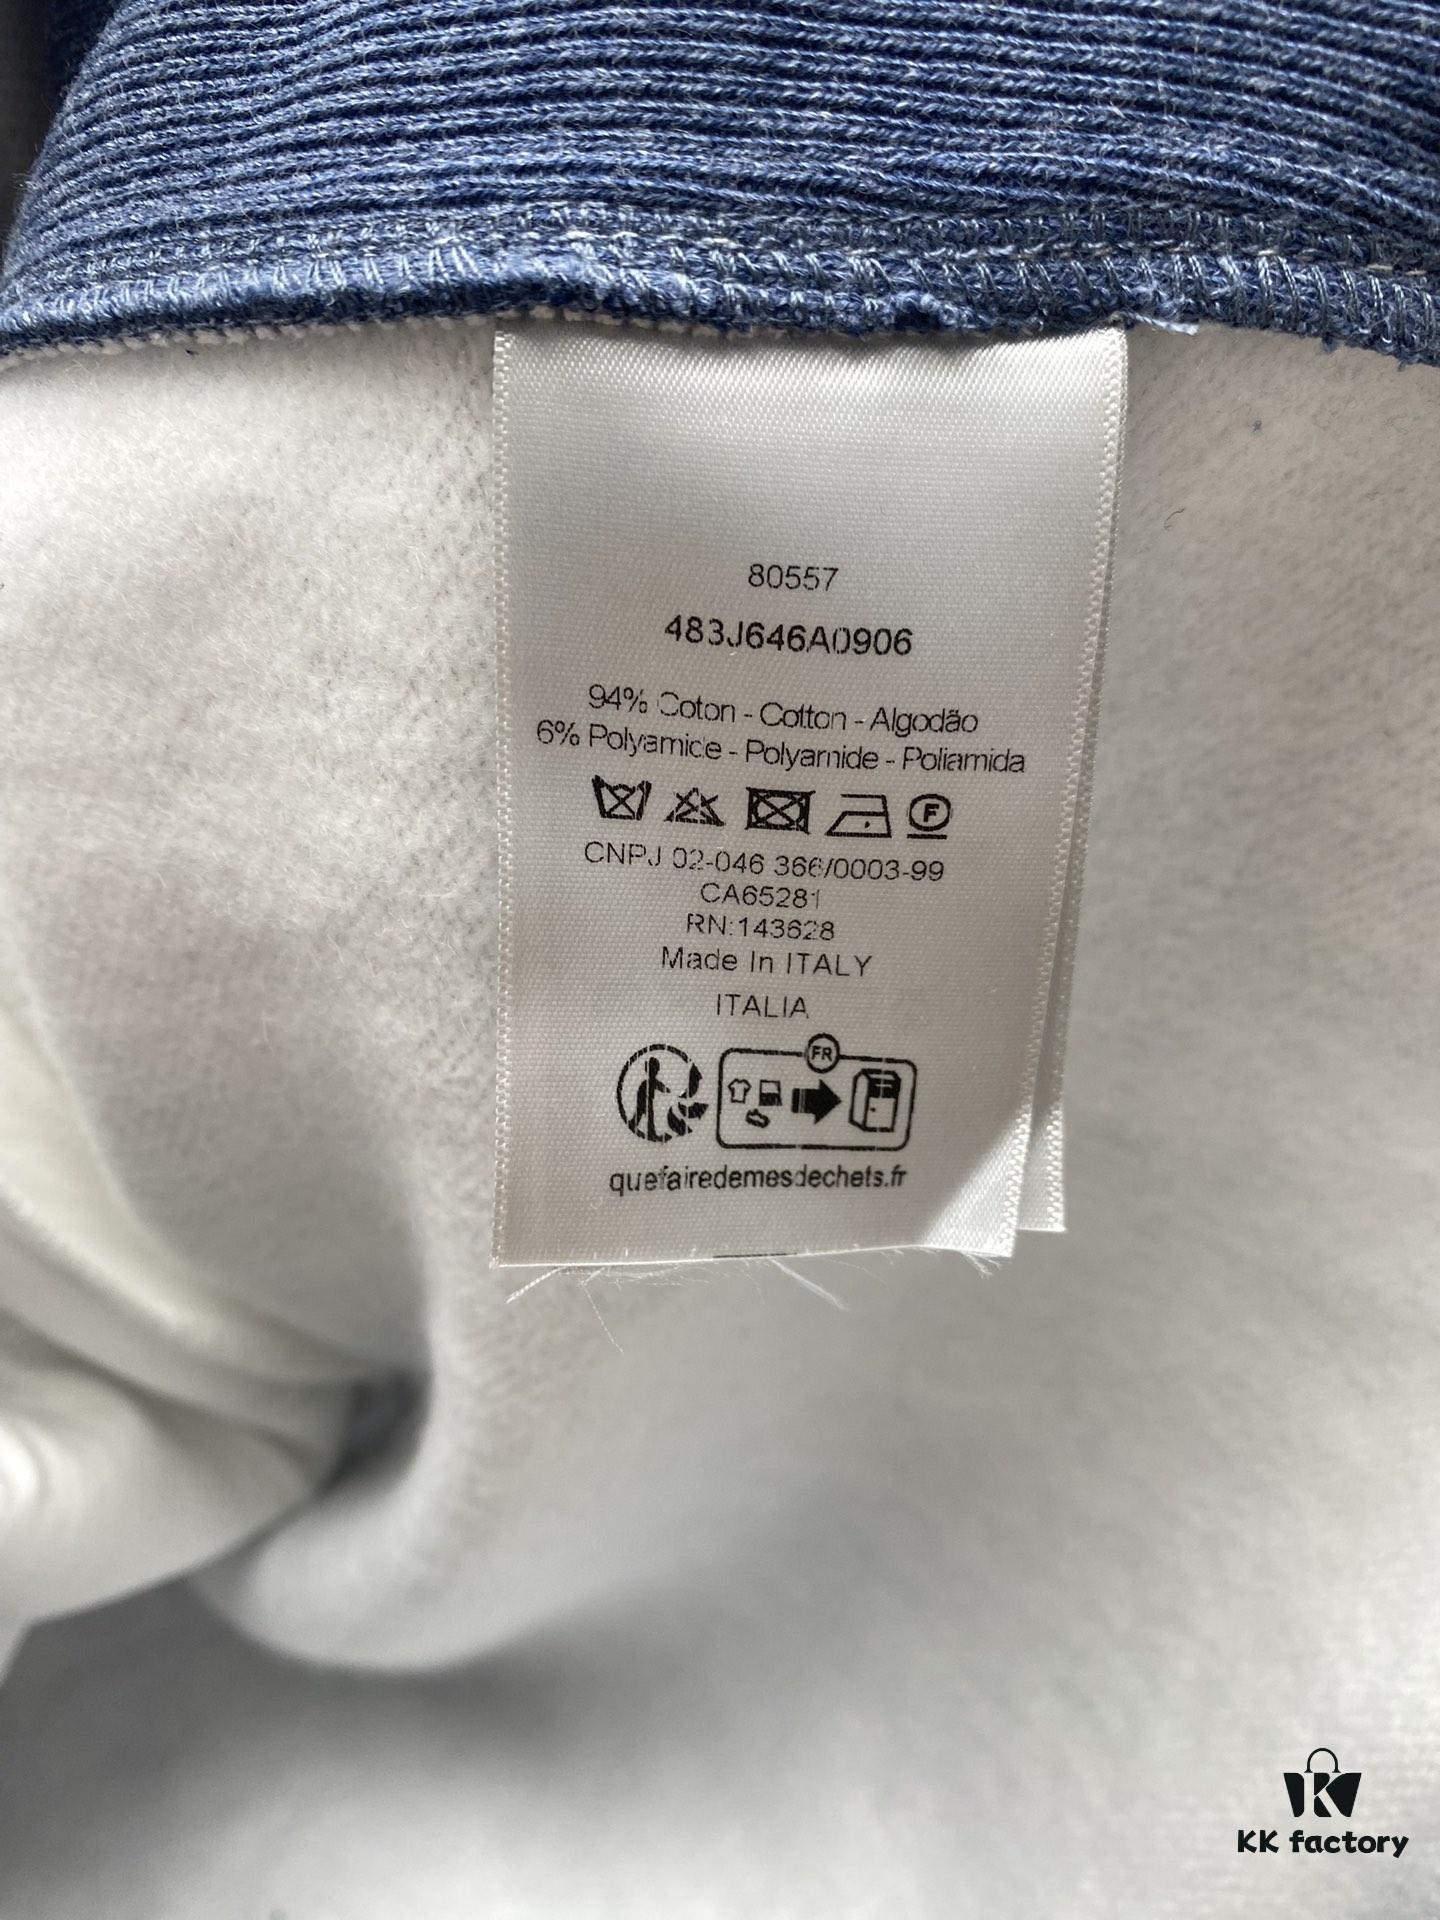 80557
483J646A0906
94% Coton - Cotton - Algodão
6% Polyamide - Polyamide - Poliamida
F
CNPJ 02-046 366/0003-99
CA65281
RN:143628
Made In ITALY
ITALIA
FR
quefairedemesdechets.fr
KK factory